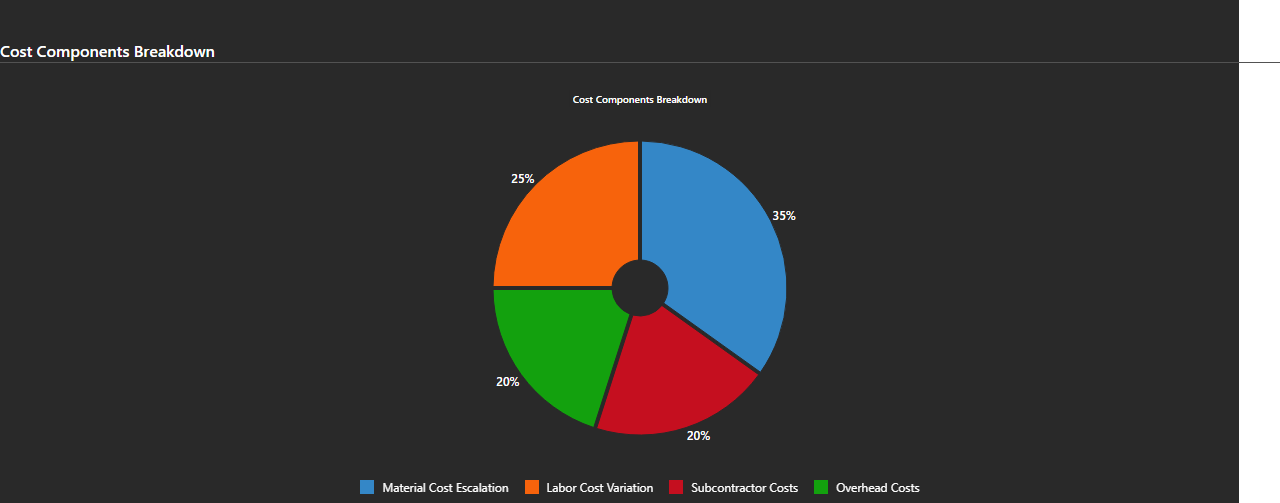 Cost Components Breakdown
Cost Components Breakdown
25%
35%
20%
20%
Material Cost Escalation Labor Cost Variation Subcontractor Costs Overhead Costs